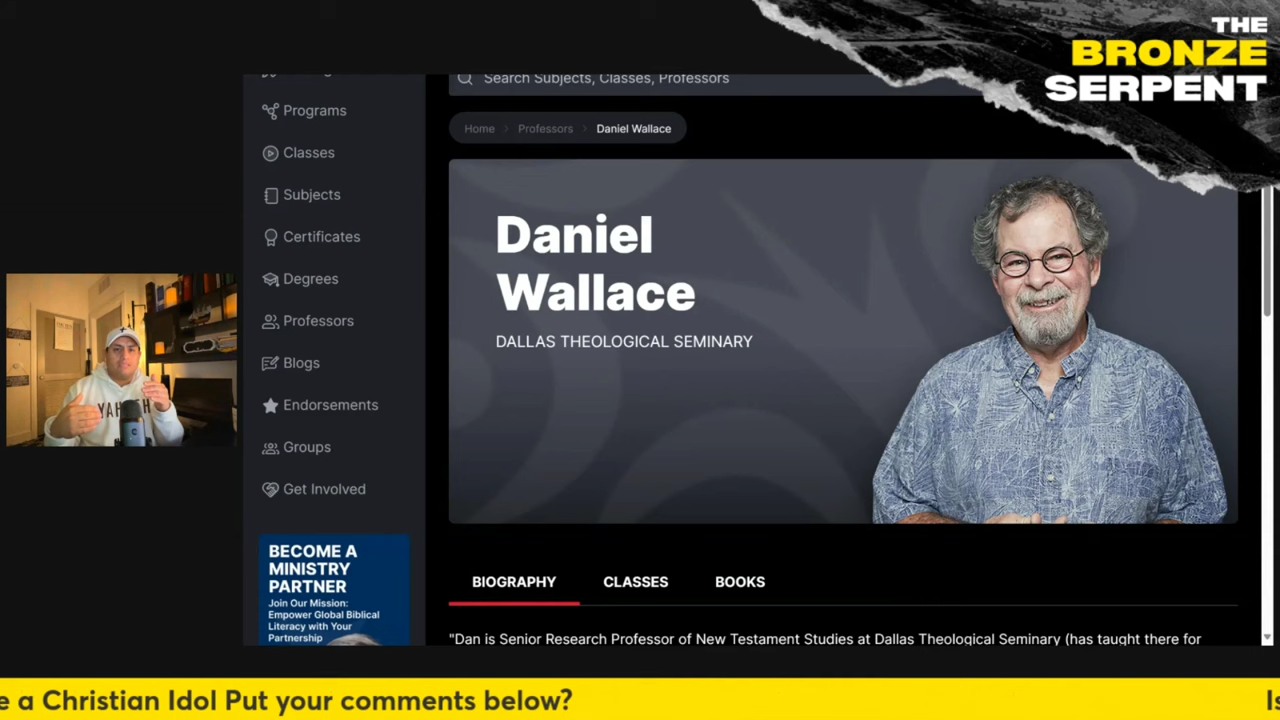 THE
BRONZE
SERPENT
Search Subjects, Classes, Professors
Programs
Home
Professors
Daniel Wallace
Classes
Subjects
Certificates
Degrees
Professors
Blogs
Endorsements
Groups
Get Involved
Daniel
Wallace
DALLAS THEOLOGICAL SEMINARY
BECOME A
MINISTRY
PARTNER
Join Our Mission:
Empower Global Biblical
Literacy with Your
Partnership
BIOGRAPHY
CLASSES
BOOKS
"Dan is Senior Research Professor of New Testament Studies at Dallas Theological Seminary (has taught there for
e a Christian Idol Put your comments below?
Is